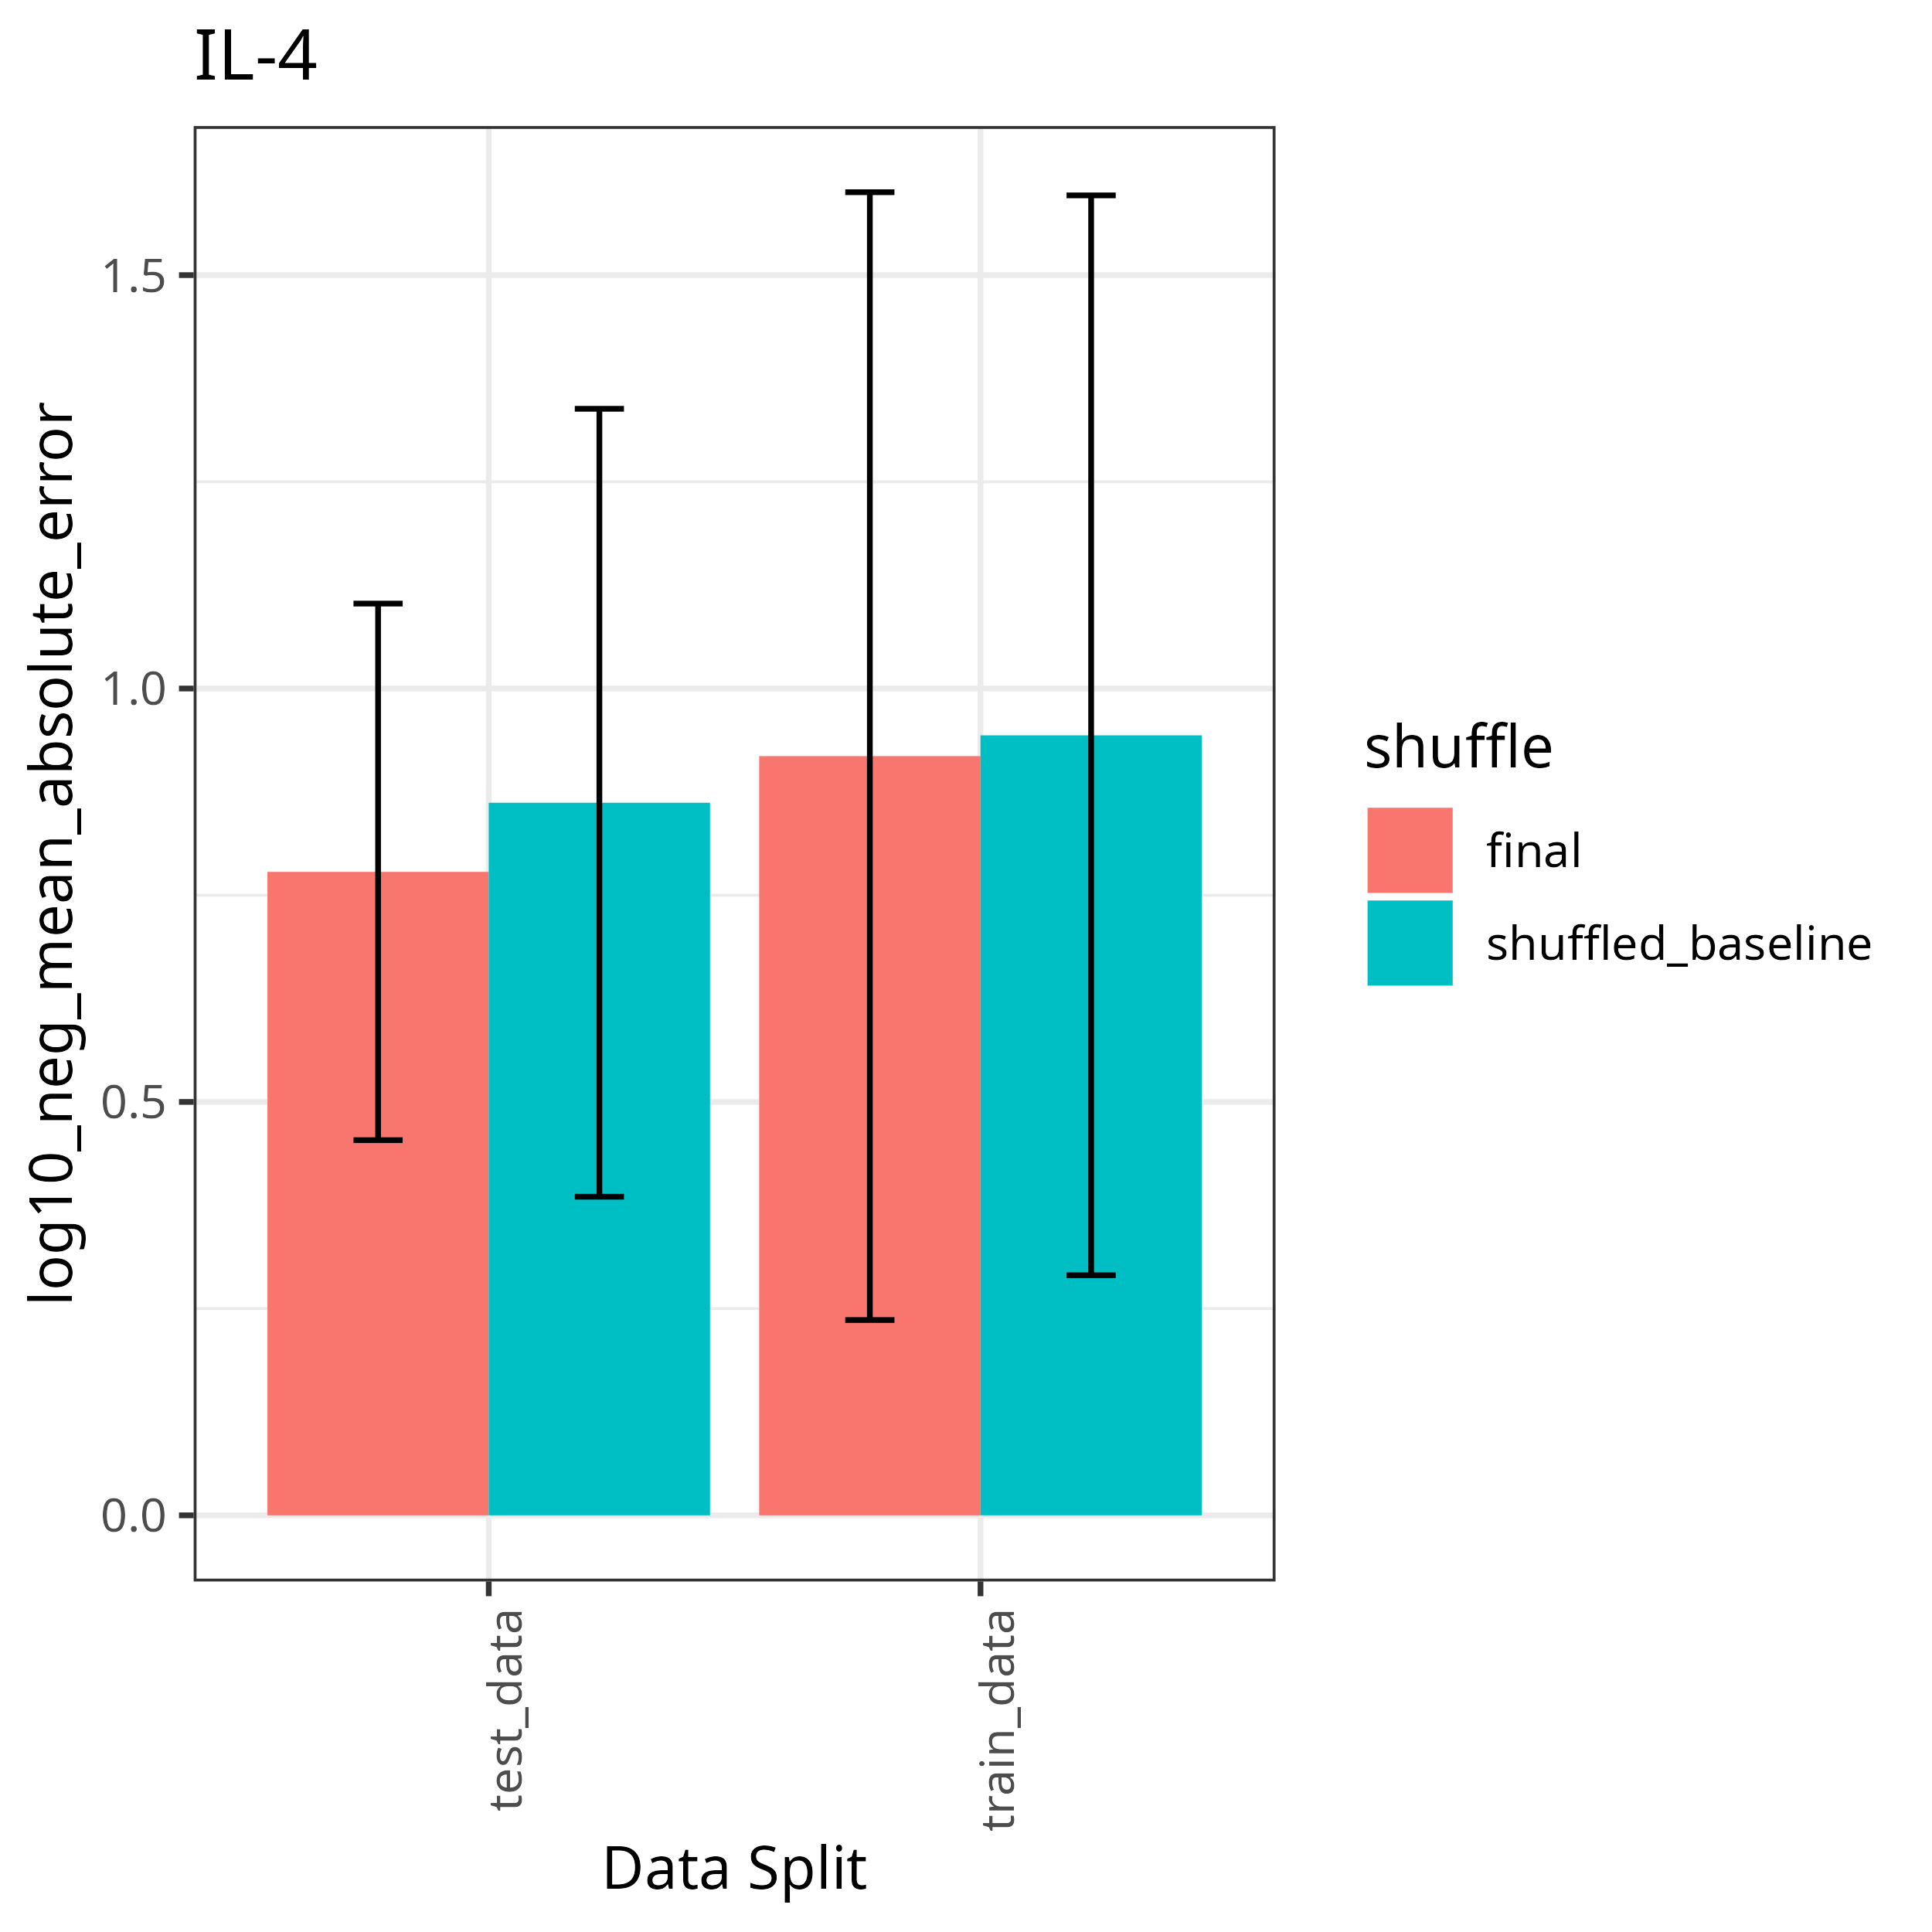 IL-4
log10_neg_mean_absolute_error
1.5
1.0
0.5
0.0
test_data
train_data
Data Split
shuffle
final
shuffled_baseline